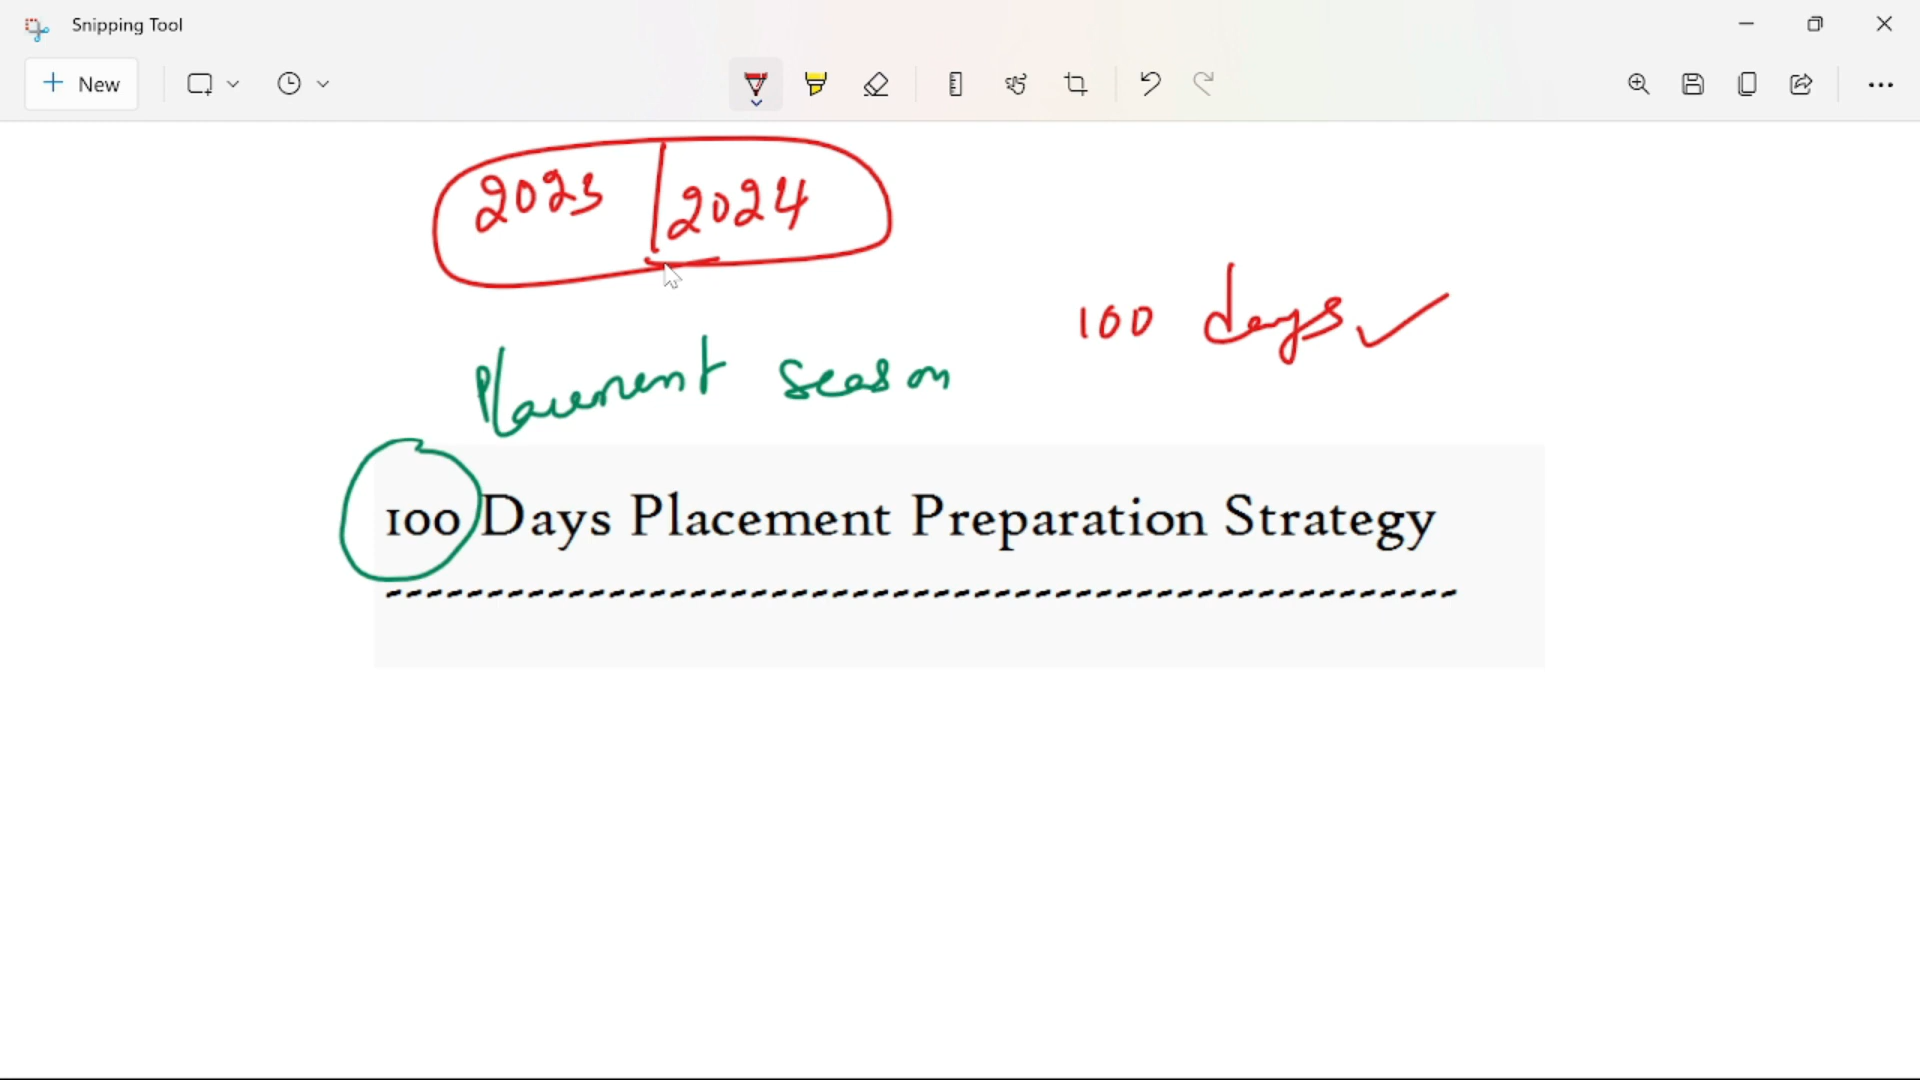 Snipping Tool
New
2023 | 2024
100 days ✓
Placement season
100 Days Placement Preparation Strategy